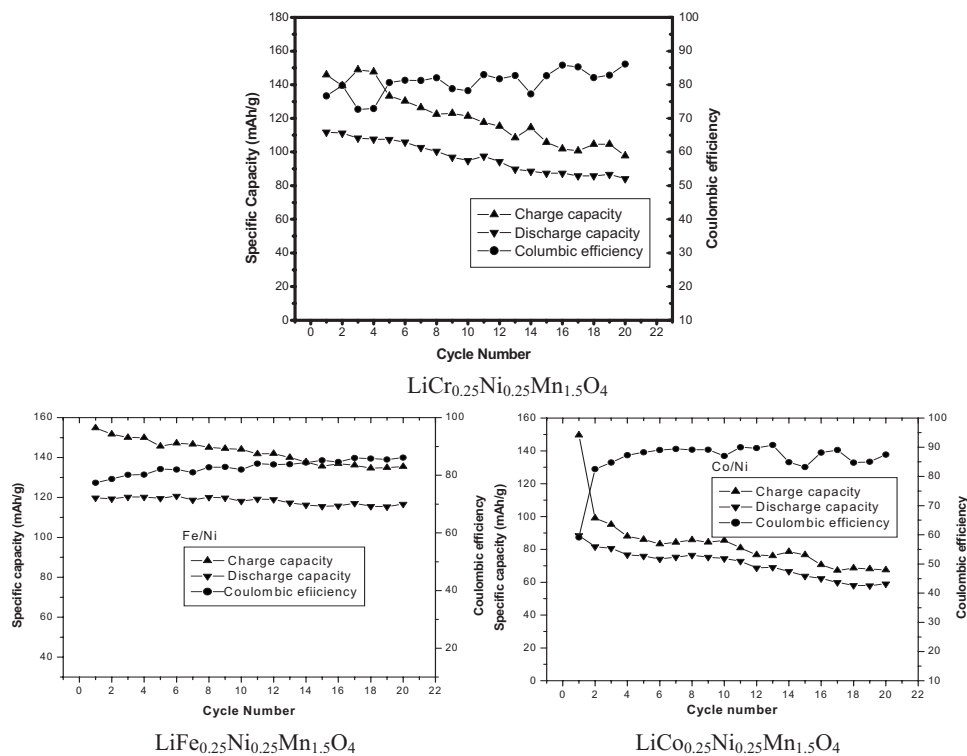 180
160
140
120
100
80
60
40
20
0
Specific Capacity (mAh/g)
100
90
80
70
60
50
40
30
20
10
Coulombic efficiency
Charge capacity
Discharge capacity
Columbic efficiency
0 2 4 6 8 10 12 14 16 18 20 22
Cycle Number
LiCr0.25Ni0.25Mn1.5O4
160
140
120
100
80
60
40
Specific capacity (mAh/g)
100
80
60
40
20
Coulombic efficiency
Fe/Ni
Charge capacity
Discharge capacity
Coulombic efiiciency
0 2 4 6 8 10 12 14 16 18 20 22
Cycle Number
LiFe0.25Ni0.25Mn1.5O4
160
140
120
100
80
60
40
20
0
Specific capacity (mAh/g)
100
90
80
70
60
50
40
30
20
10
Coulombic efficiency
Co/Ni
Charge capacity
Discharge capacity
Coulombic efficiency
0 2 4 6 8 10 12 14 16 18 20 22
Cycle number
LiCo0.25Ni0.25Mn1.5O4